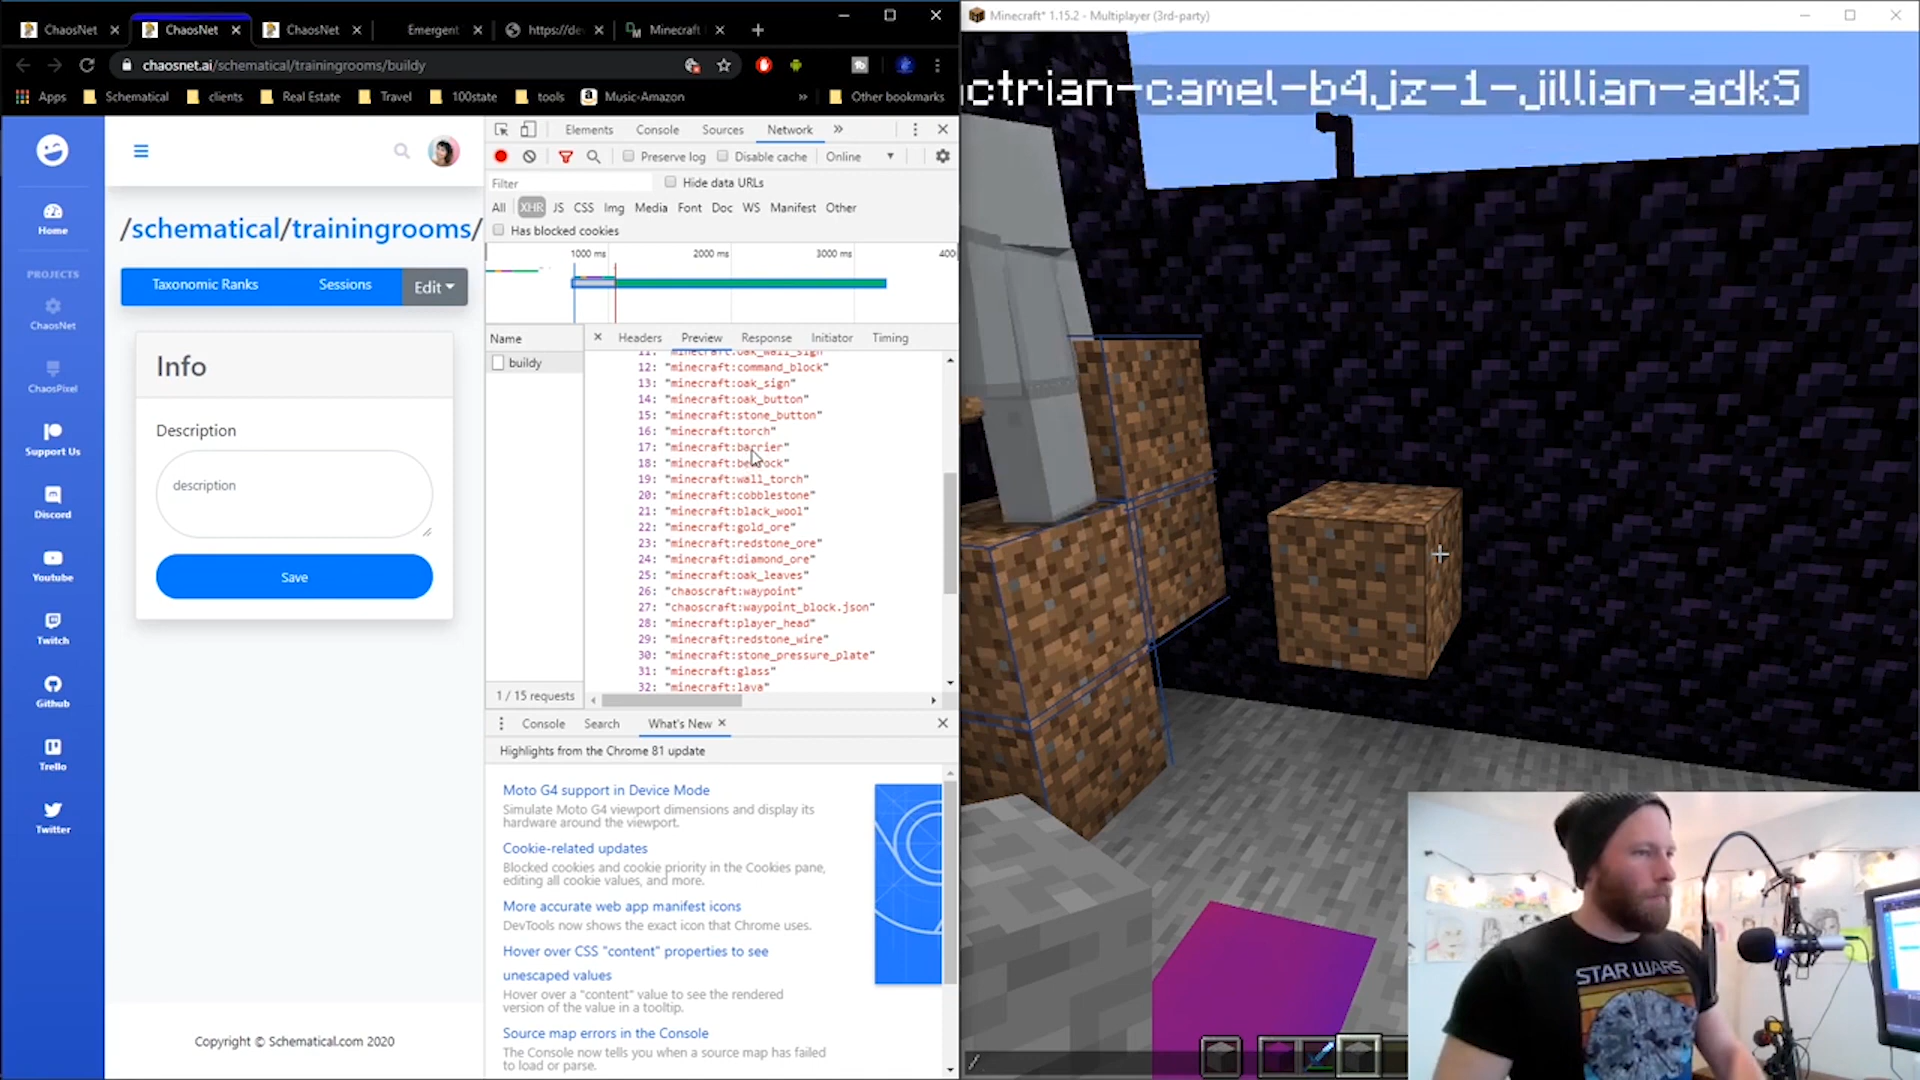 ChaosNet
ChaosNet
ChaosNet
Emergent
https://de
Minecraft
chaosnet.ai/schematical/trainingrooms/buildy
Apps
Schematical
clients
Real Estate
Travel
100state
tools
Music-Amazon
»
Other bookmarks
Home
PROJECTS
ChaosNet
ChaosPixel
Support Us
Discord
Youtube
Twitch
Github
Trello
Twitter
/schematical/trainingrooms/
Taxonomic Ranks
Sessions
Edit
Info
Description
description
Save
Copyright © Schematical.com 2020
Elements
Console
Sources
Network
»
Preserve log
Disable cache
Online
Filter
Hide data URLs
All
XHR
JS
CSS
Img
Media
Font
Doc
WS
Manifest
Other
Has blocked cookies
1000 ms
2000 ms
3000 ms
400
Name
Headers
Preview
Response
Initiator
Timing
buildy
11: "minecraft:oak_wall_sign"
12: "minecraft:command_block"
13: "minecraft:oak_sign"
14: "minecraft:oak_button"
15: "minecraft:stone_button"
16: "minecraft:torch"
17: "minecraft:barrier"
18: "minecraft:bedrock"
19: "minecraft:wall_torch"
20: "minecraft:cobblestone"
21: "minecraft:black_wool"
22: "minecraft:gold_ore"
23: "minecraft:redstone_ore"
24: "minecraft:diamond_ore"
25: "minecraft:oak_leaves"
26: "chaoscraft:waypoint"
27: "chaoscraft:waypoint_block.json"
28: "minecraft:player_head"
29: "minecraft:redstone_wire"
30: "minecraft:stone_pressure_plate"
31: "minecraft:glass"
32: "minecraft:lava"
1 / 15 requests
Console
Search
What's New
Highlights from the Chrome 81 update
Moto G4 support in Device Mode
Simulate Moto G4 viewport dimensions and display its
hardware around the viewport.
Cookie-related updates
Blocked cookies and cookie priority in the Cookies pane,
editing all cookie values, and more.
More accurate web app manifest icons
DevTools now shows the exact icon that Chrome uses.
Hover over CSS "content" properties to see
unescaped values
Hover over a "content" value to see the rendered
version of the value in a tooltip.
Source map errors in the Console
The Console now tells you when a source map has failed
to load or parse.
Minecraft* 1.15.2 - Multiplayer (3rd-party)
ctrian-camel-b4jz-1-jillian-adk5
STAR WARS